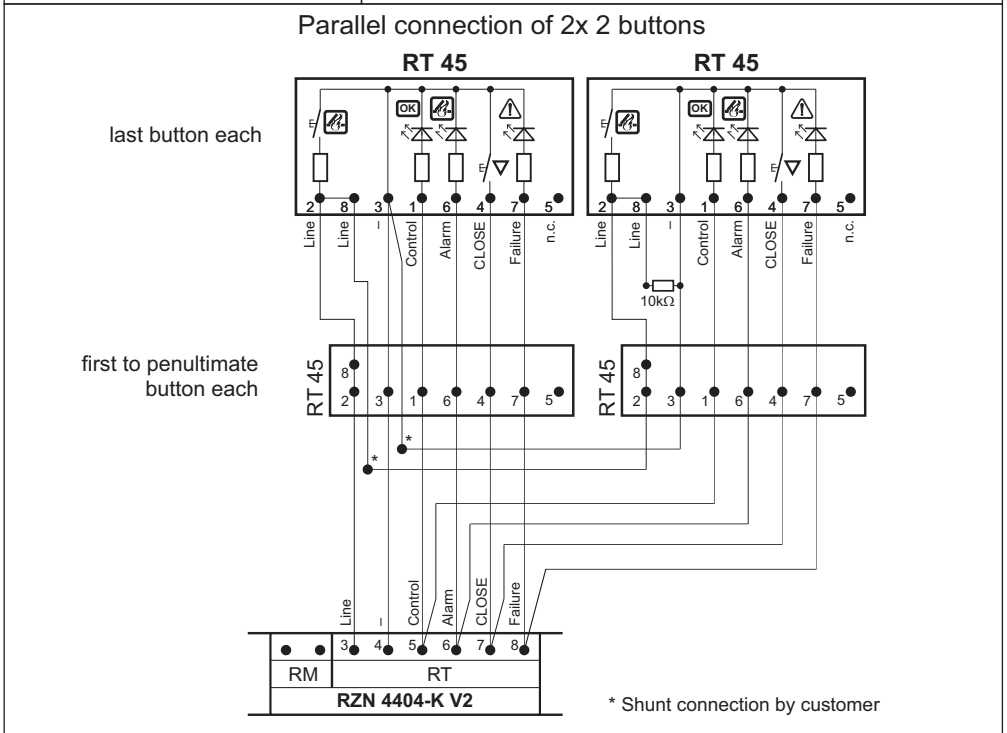 Parallel connection of 2x 2 buttons
RT 45 RT 45
last button each
OK OK
2 8 3 1 6 4 7 5 2 8 3 1 6 4 7 5
Line Line – Control Alarm CLOSE Failure n.c. Line Line – Control Alarm CLOSE Failure n.c.
10kΩ
first to penultimate
button each
RT 45 RT 45
8 8
2 3 1 6 4 7 5 2 3 1 6 4 7 5
* *
Line – Control Alarm CLOSE Failure
3 4 5 6 7 8
RM RT
RZN 4404-K V2
* Shunt connection by customer